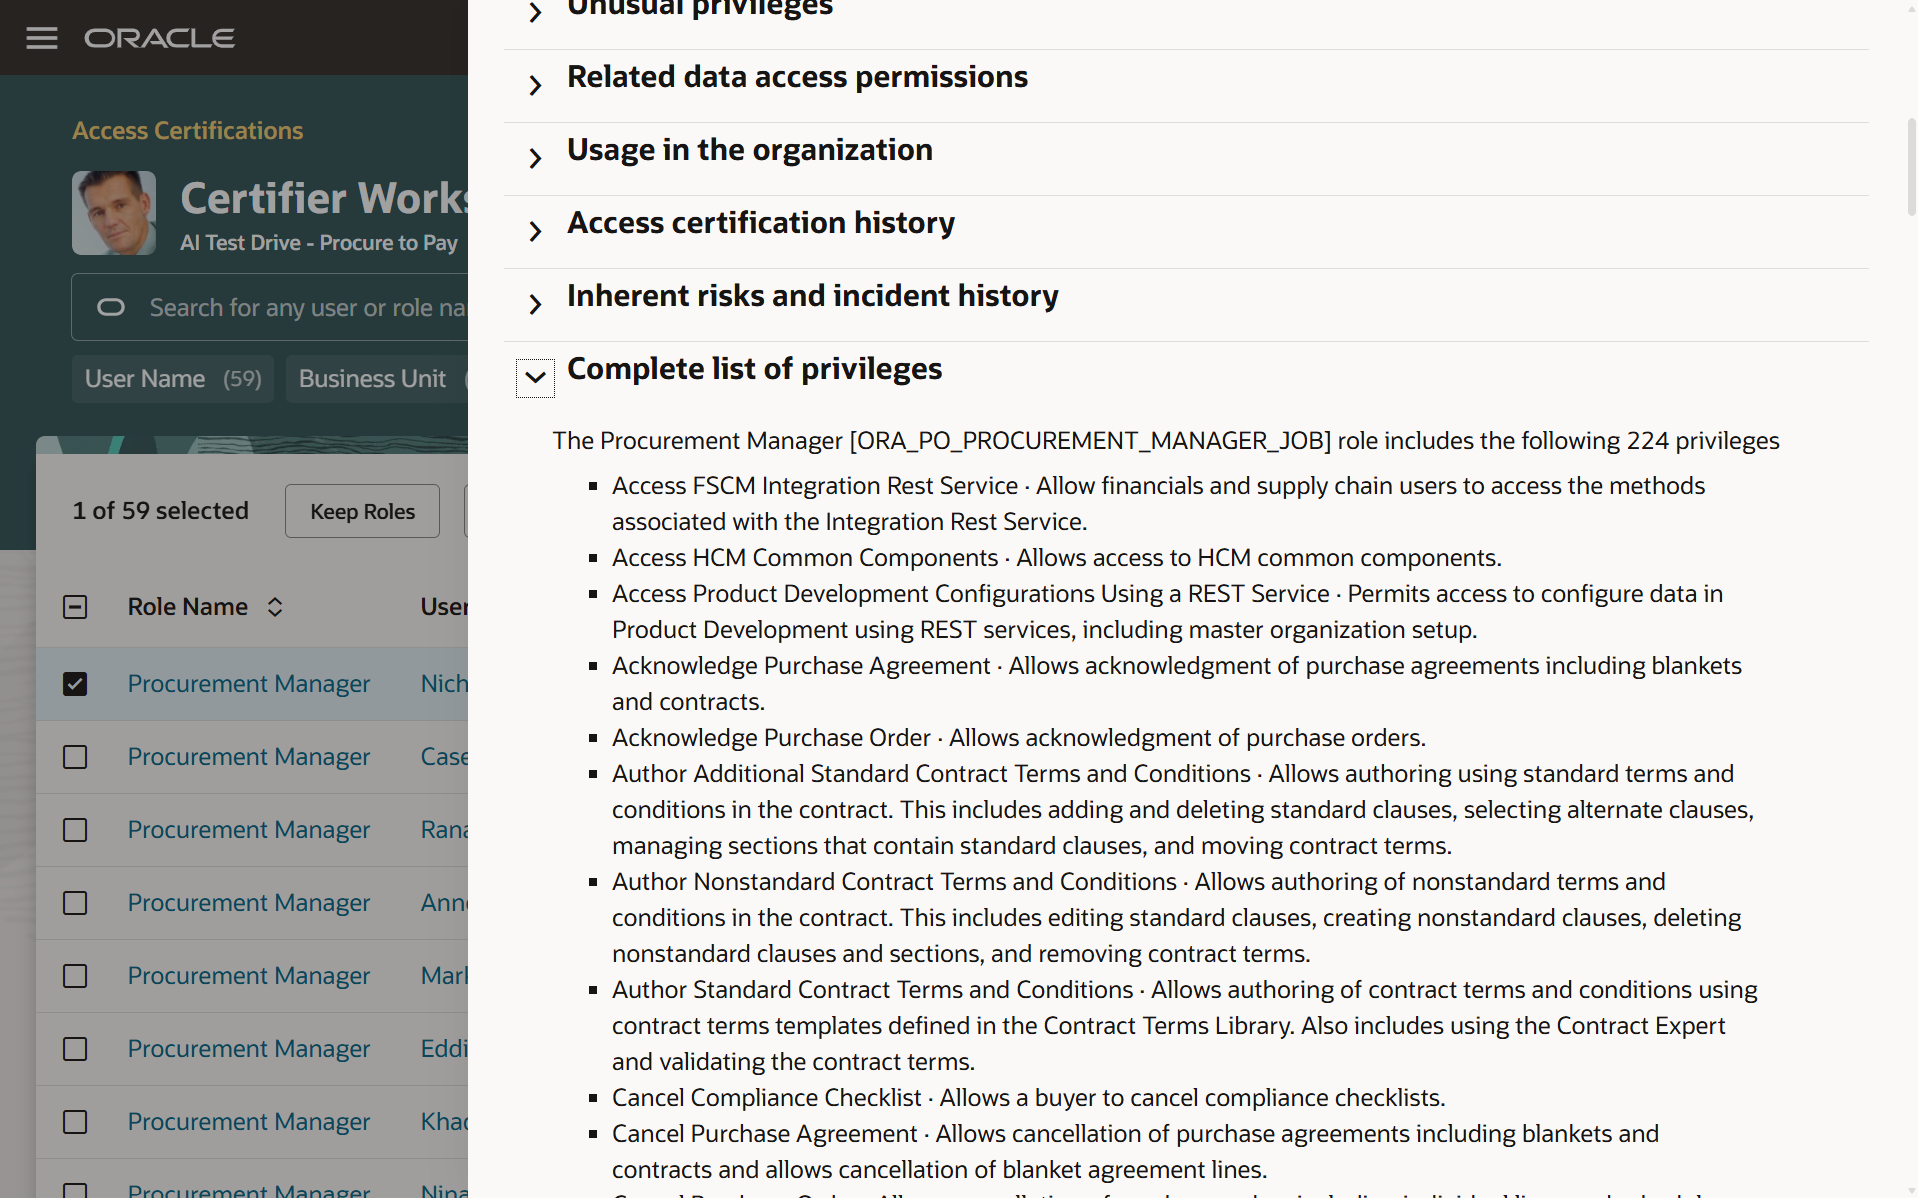 ORACLE
Access Certifications
Certifier Works
AI Test Drive - Procure to Pay
Search for any user or role na
User Name (59)
Business Unit
1 of 59 selected
Keep Roles
Role Name
User
Procurement Manager Nich
Procurement Manager Case
Procurement Manager Rana
Procurement Manager Anne
Procurement Manager Mark
Procurement Manager Eddi
Procurement Manager Khad
Procurement Manager Nina
Unusual privileges
Related data access permissions
Usage in the organization
Access certification history
Inherent risks and incident history
Complete list of privileges
The Procurement Manager [ORA_PO_PROCUREMENT_MANAGER_JOB] role includes the following 224 privileges
Access FSCM Integration Rest Service · Allow financials and supply chain users to access the methods
associated with the Integration Rest Service.
Access HCM Common Components · Allows access to HCM common components.
Access Product Development Configurations Using a REST Service · Permits access to configure data in
Product Development using REST services, including master organization setup.
Acknowledge Purchase Agreement · Allows acknowledgment of purchase agreements including blankets
and contracts.
Acknowledge Purchase Order · Allows acknowledgment of purchase orders.
Author Additional Standard Contract Terms and Conditions · Allows authoring using standard terms and
conditions in the contract. This includes adding and deleting standard clauses, selecting alternate clauses,
managing sections that contain standard clauses, and moving contract terms.
Author Nonstandard Contract Terms and Conditions · Allows authoring of nonstandard terms and
conditions in the contract. This includes editing standard clauses, creating nonstandard clauses, deleting
nonstandard clauses and sections, and removing contract terms.
Author Standard Contract Terms and Conditions · Allows authoring of contract terms and conditions using
contract terms templates defined in the Contract Terms Library. Also includes using the Contract Expert
and validating the contract terms.
Cancel Compliance Checklist · Allows a buyer to cancel compliance checklists.
Cancel Purchase Agreement · Allows cancellation of purchase agreements including blankets and
contracts and allows cancellation of blanket agreement lines.